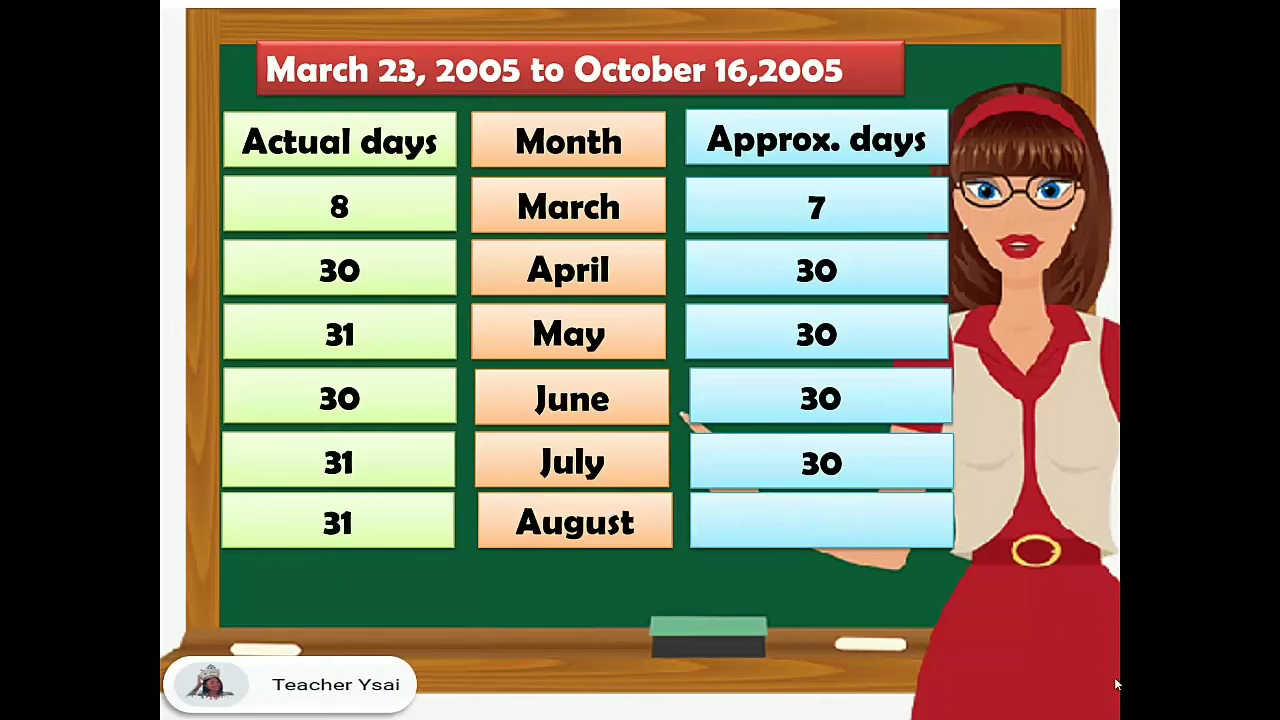 March 23, 2005 to October 16,2005
Actual days Month Approx. days
8 March 7
30 April 30
31 May 30
30 June 30
31 July 30
31 August
Teacher Ysai